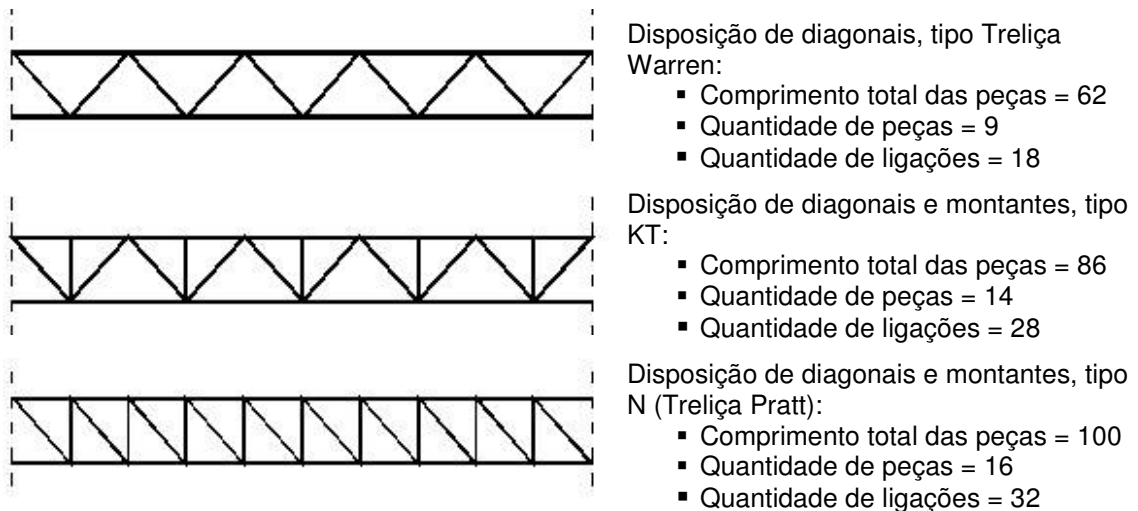 Disposição de diagonais, tipo Treliça
Warren:
▪ Comprimento total das peças = 62
▪ Quantidade de peças = 9
▪ Quantidade de ligações = 18
Disposição de diagonais e montantes, tipo
KT:
▪ Comprimento total das peças = 86
▪ Quantidade de peças = 14
▪ Quantidade de ligações = 28
Disposição de diagonais e montantes, tipo
N (Treliça Pratt):
▪ Comprimento total das peças = 100
▪ Quantidade de peças = 16
▪ Quantidade de ligações = 32